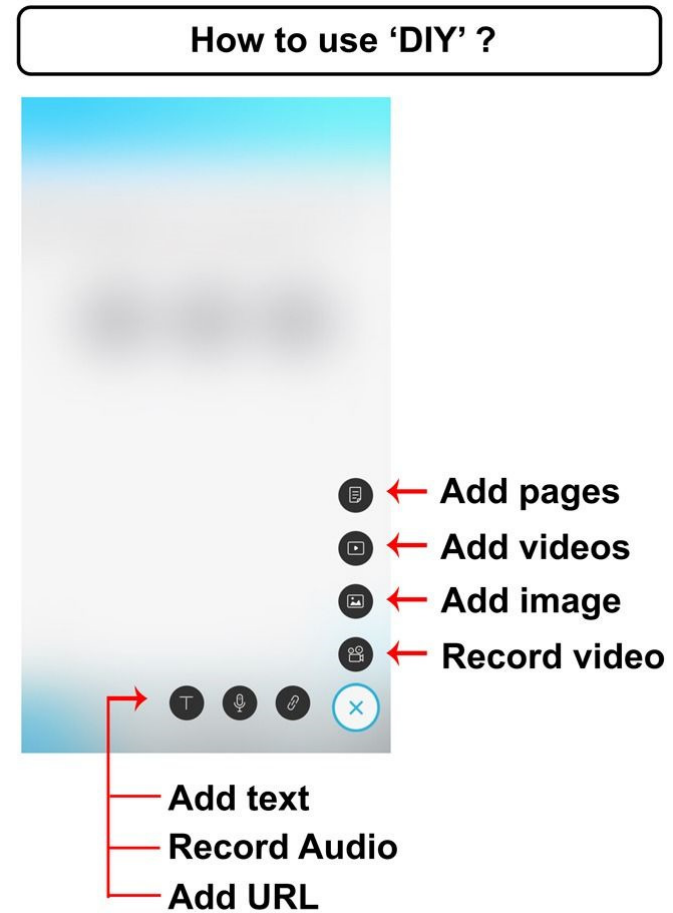 How to use ‘DIY’ ?
Add pages
Add videos
Add image
Record video
T
Add text
Record Audio
Add URL